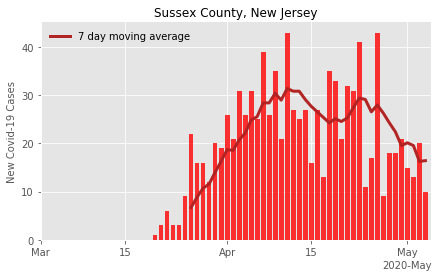 Sussex County, New Jersey
7 day moving average
New Covid-19 Cases
40
30
20
10
0
Mar 15 Apr 15 May
2020-May